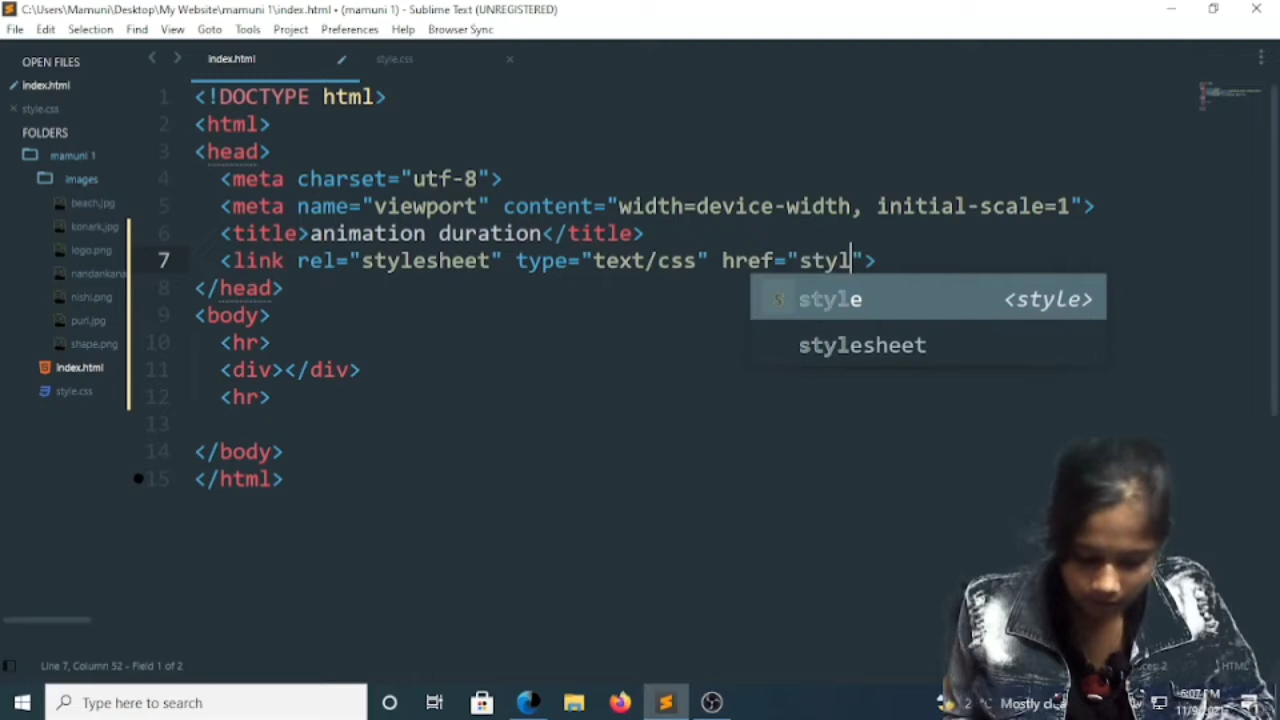 C:\Users\Mamuni\Desktop\My Website\mamuni 1\index.html • (mamuni 1) - Sublime Text (UNREGISTERED)
File Edit Selection Find View Goto Tools Project Preferences Help Browser Sync
OPEN FILES
index.html
style.css
FOLDERS
mamuni 1
images
beach.jpg
konark.jpg
logo.png
nandankana
nishi.png
puri.jpg
shape.png
index.html
style.css
index.html style.css
1 <!DOCTYPE html>
2 <html>
3 <head>
4 <meta charset="utf-8">
5 <meta name="viewport" content="width=device-width, initial-scale=1">
6 <title>animation duration</title>
7 <link rel="stylesheet" type="text/css" href="styl">
s style <style>
stylesheet
8 </head>
9 <body>
10 <hr>
11 <div></div>
12 <hr>
13
14 </body>
15 </html>
Line 7, Column 52 - Field 1 of 2
HTML
Type here to search
Mostly
5:07 PM